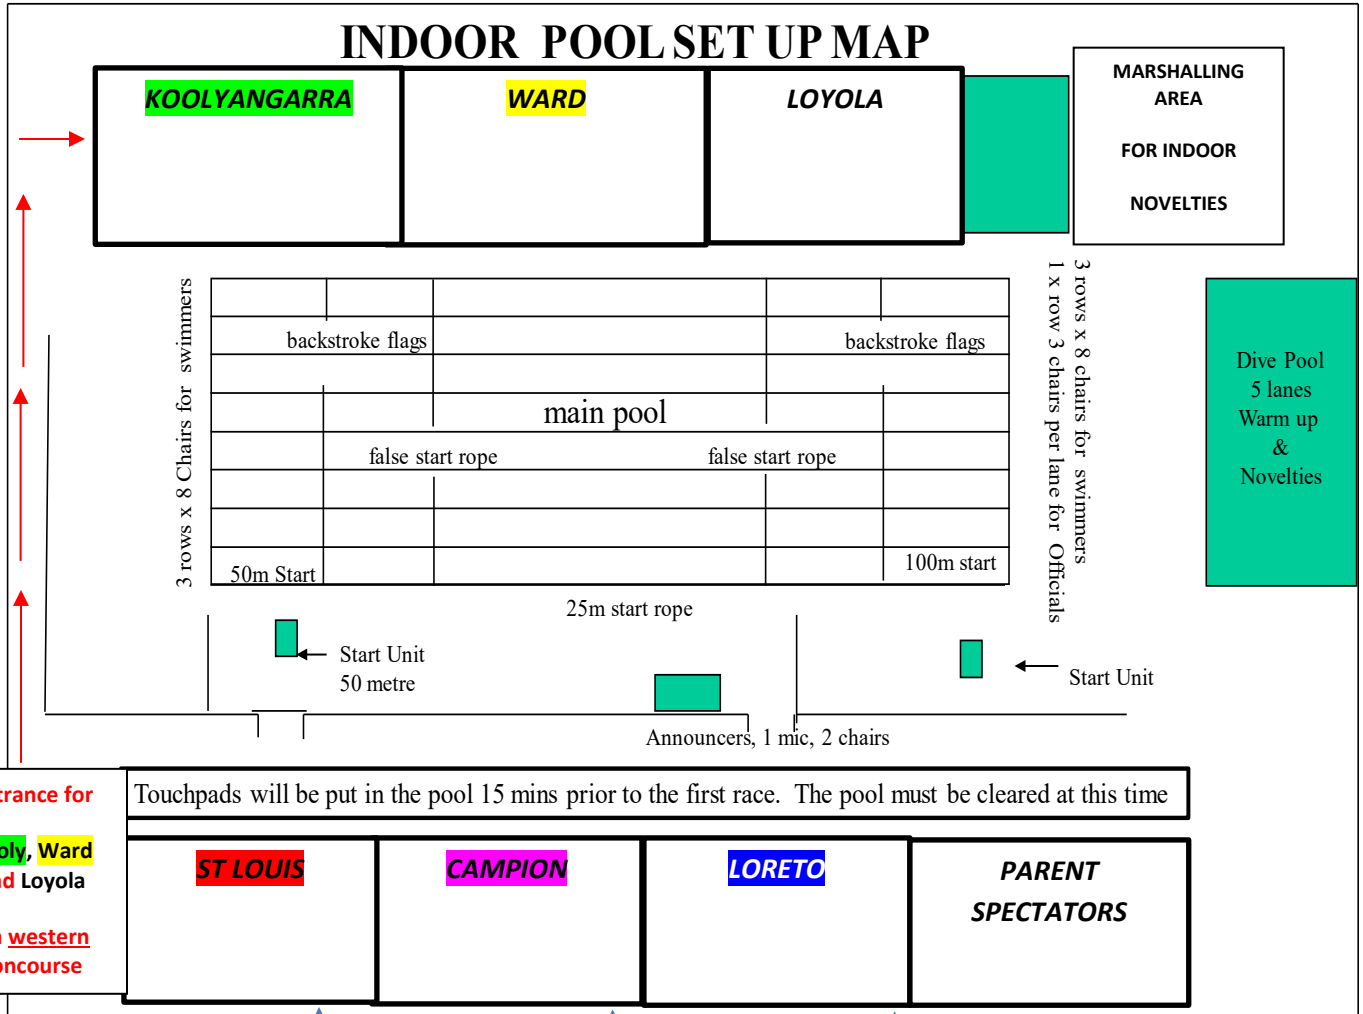 INDOOR POOL SET UP MAP
KOOLYANGARRA
WARD
LOYOLA
MARSHALLING
AREA
FOR INDOOR
NOVELTIES
3 rows x 8 Chairs for swimmers
backstroke flags
backstroke flags
main pool
false start rope
false start rope
50m Start
100m start
3 rows x 8 chairs for swimmers
1 x row 3 chairs per lane for Officials
Dive Pool
5 lanes
Warm up
&
Novelties
25m start rope
Start Unit
50 metre
Start Unit
Announcers, 1 mic, 2 chairs
Touchpads will be put in the pool 15 mins prior to the first race. The pool must be cleared at this time
trance for
oly, Ward
d Loyola
western
oncourse
ST LOUIS
CAMPION
LORETO
PARENT
SPECTATORS